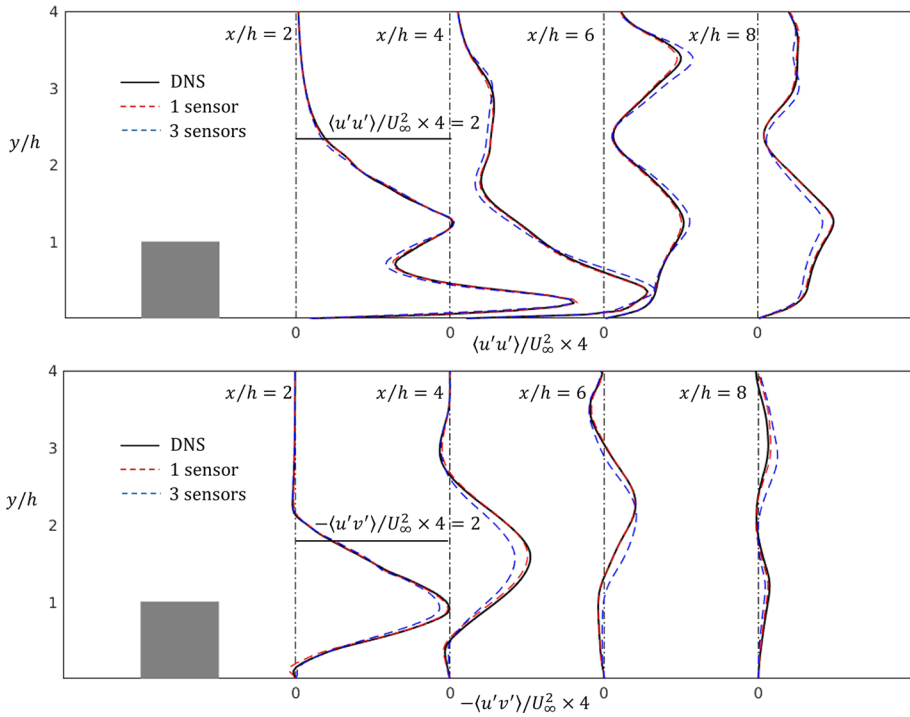 4
x/h = 2 x/h = 4 x/h = 6 x/h = 8
DNS
3
1 sensor
⟨u′u′⟩/U∞² × 4 = 2
3 sensors
y/h
2
1
0 0 0 0
⟨u′u′⟩/U∞² × 4
4
x/h = 2 x/h = 4 x/h = 6 x/h = 8
DNS
3
1 sensor
3 sensors
y/h
−⟨u′v′⟩/U∞² × 4 = 2
2
1
0 0 0 0
−⟨u′v′⟩/U∞² × 4